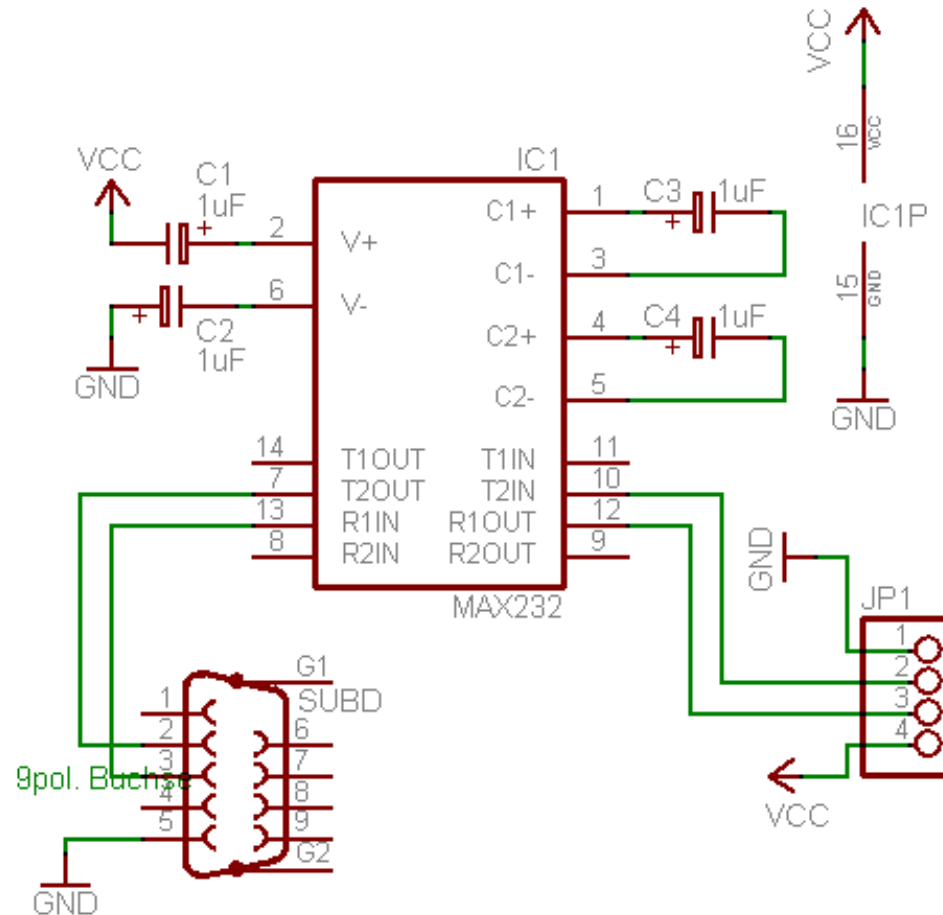 VCC
VCC
16
VCC
IC1P
15
GND
GND
IC1
C1
1uF
+
2
V+
6
V-
+
C2
1uF
GND
C1+
1
C3
+
1uF
C1-
3
C2+
4
C4
+
1uF
C2-
5
14
T1OUT
T1IN
11
7
T2OUT
T2IN
10
13
R1IN
R1OUT
12
8
R2IN
R2OUT
9
MAX232
GND
JP1
1
2
3
4
VCC
G1
SUBD
1
2
3
4
5
6
7
8
9
G2
9pol. Buchse
GND